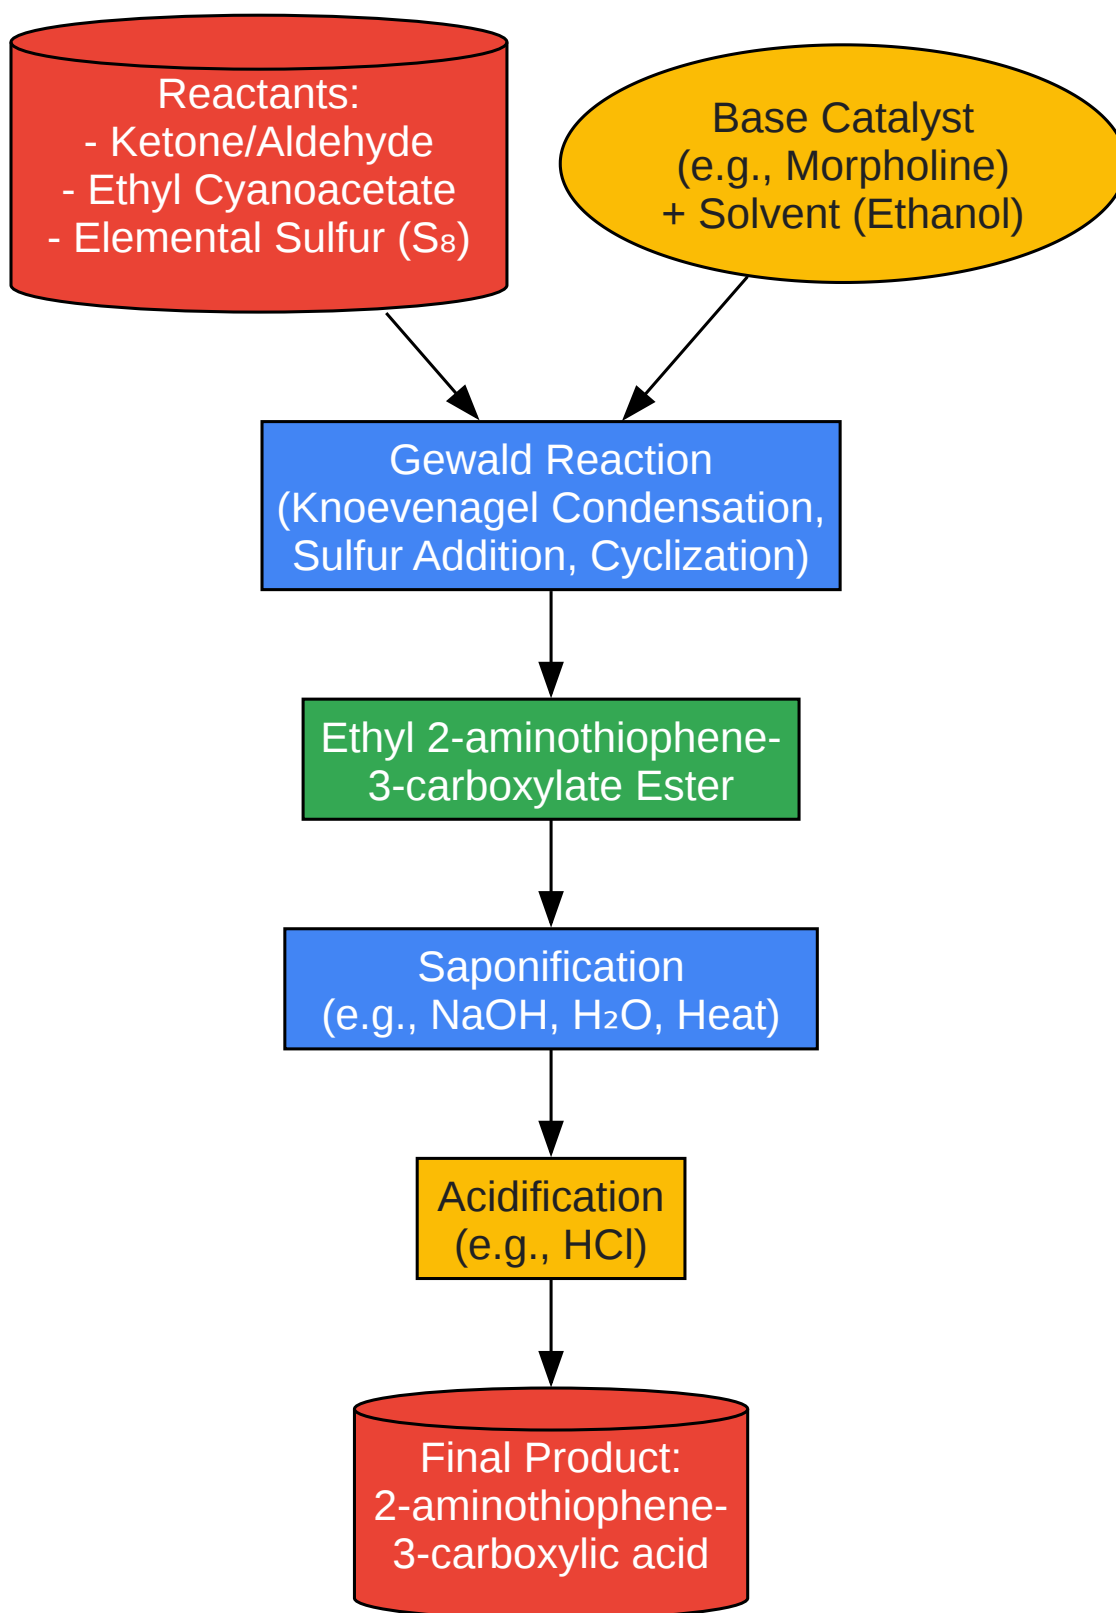 Reactants:
- Ketone/Aldehyde
- Ethyl Cyanoacetate
- Elemental Sulfur (S₈)
Base Catalyst
(e.g., Morpholine)
+ Solvent (Ethanol)
Gewald Reaction
(Knoevenagel Condensation,
Sulfur Addition, Cyclization)
Ethyl 2-aminothiophene-
3-carboxylate Ester
Saponification
(e.g., NaOH, H₂O, Heat)
Acidification
(e.g., HCl)
Final Product:
2-aminothiophene-
3-carboxylic acid